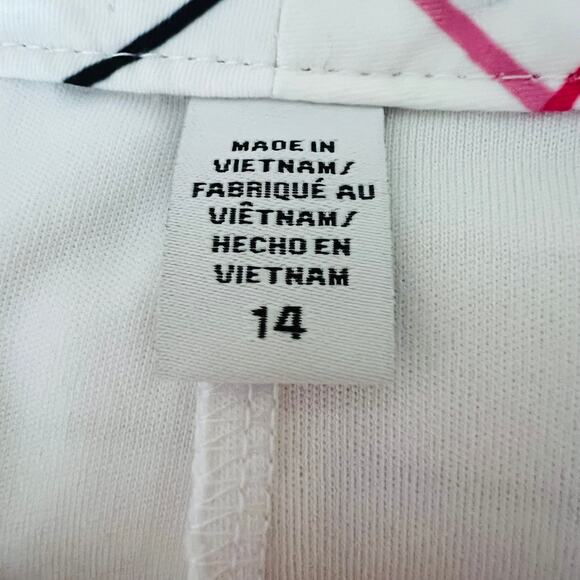 MADE IN
VIETNAM/
FABRIQUÉ AU
VIÊTNAM/
HECHO EN
VIETNAM
14